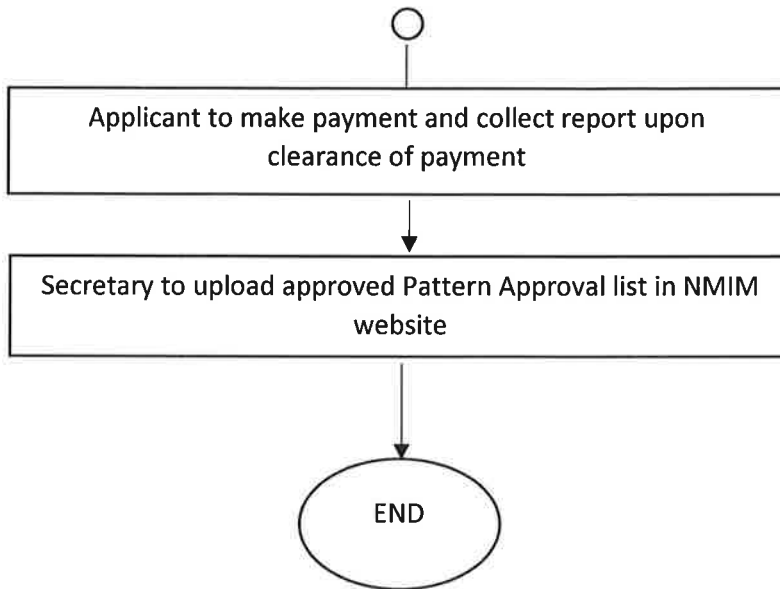 Applicant to make payment and collect report upon
clearance of payment
Secretary to upload approved Pattern Approval list in NMIM
website
END